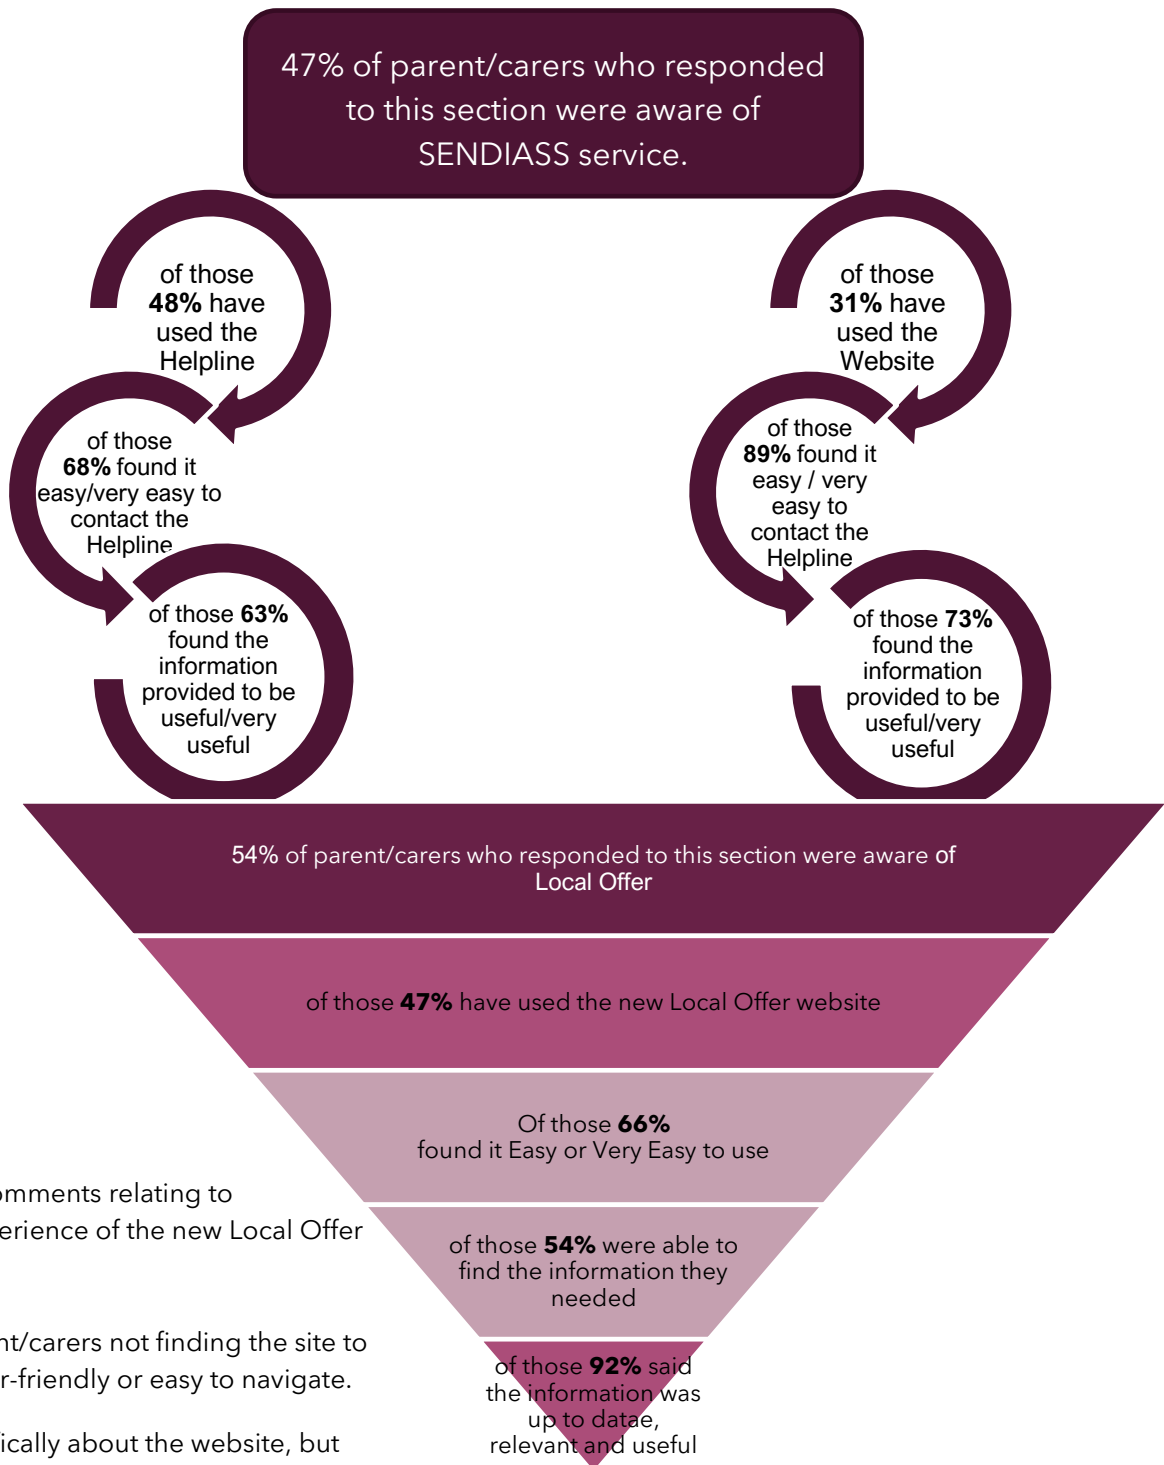 47% of parent/carers who responded
to this section were aware of
SENDIASS service.
of those
48% have
used the
Helpline
of those
68% found it
easy/very easy to
contact the
Helpline
of those 63%
found the
information
provided to be
useful/very
useful
of those
31% have
used the
Website
of those
89% found it
easy / very
easy to
contact the
Helpline
of those 73%
found the
information
provided to be
useful/very
useful
54% of parent/carers who responded to this section were aware of
Local Offer
of those 47% have used the new Local Offer website
Of those 66%
found it Easy or Very Easy to use
of those 54% were able to
find the information they
needed
of those 92% said
the information was
up to datae,
relevant and useful
omments relating to
erience of the new Local Offer
nt/carers not finding the site to
r-friendly or easy to navigate.
fically about the website, but